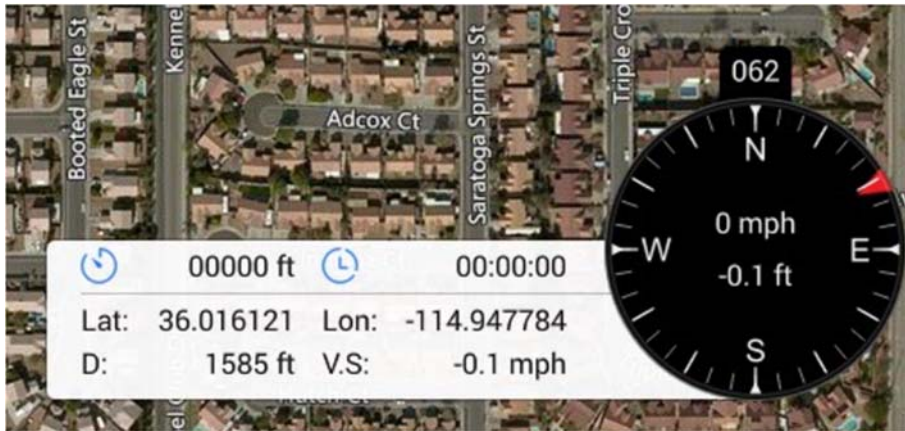 Booted Eagle St
Kennel
Adcox Ct
Saratoga Springs St
Triple Cro
062
N
W
E
S
0 mph
-0.1 ft
00000 ft
00:00:00
Lat: 36.016121 Lon: -114.947784
D: 1585 ft V.S: -0.1 mph